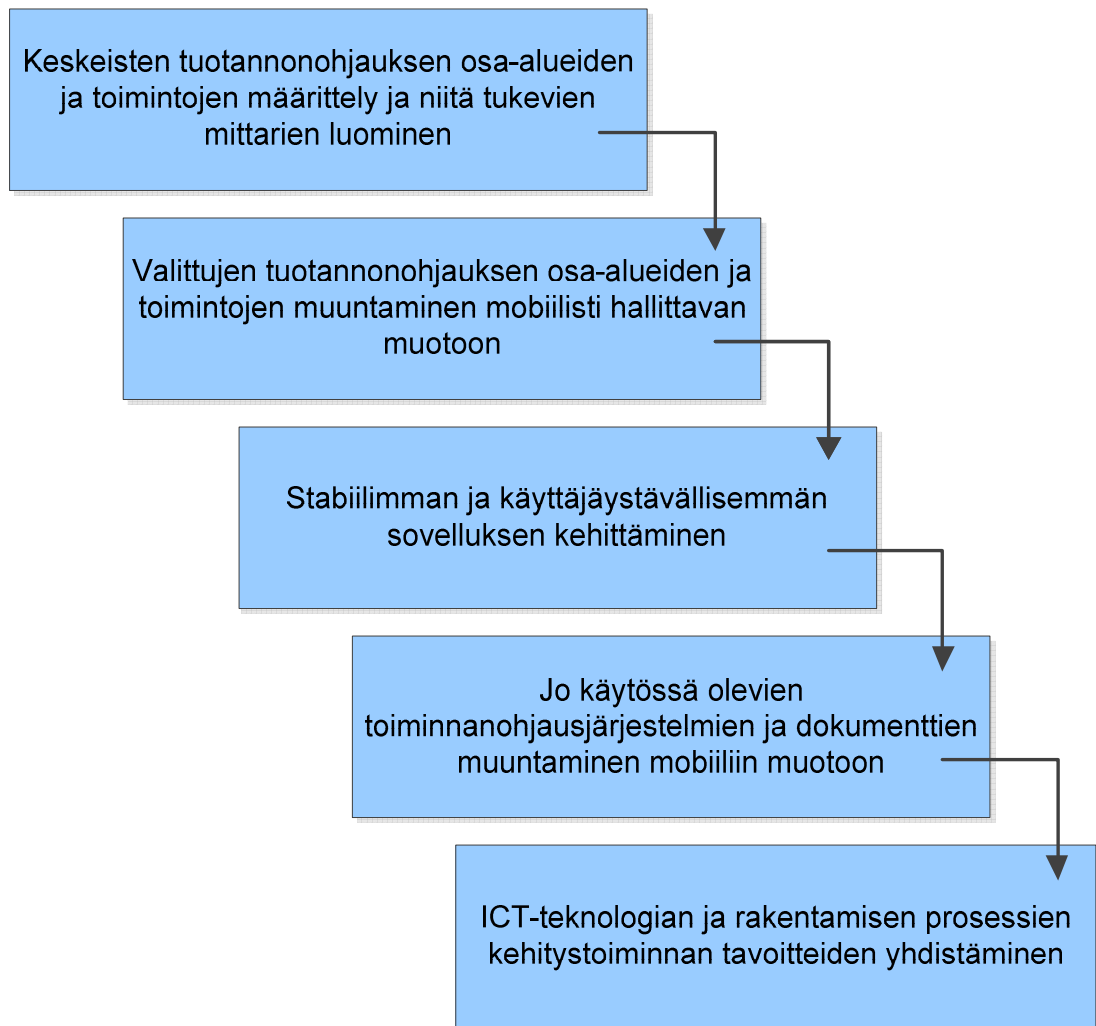 Keskeisten tuotannonohjauksen osa-alueiden
ja toimintojen määrittely ja niitä tukevien
mittarien luominen
Valittujen tuotannonohjauksen osa-alueiden ja
toimintojen muuntaminen mobiilisti hallittavan
muotoon
Stabiilimman ja käyttäjäystävällisemmän
sovelluksen kehittäminen
Jo käytössä olevien
toiminnanohjausjärjestelmien ja dokumenttien
muuntaminen mobiiliin muotoon
ICT-teknologian ja rakentamisen prosessien
kehitystoiminnan tavoitteiden yhdistäminen